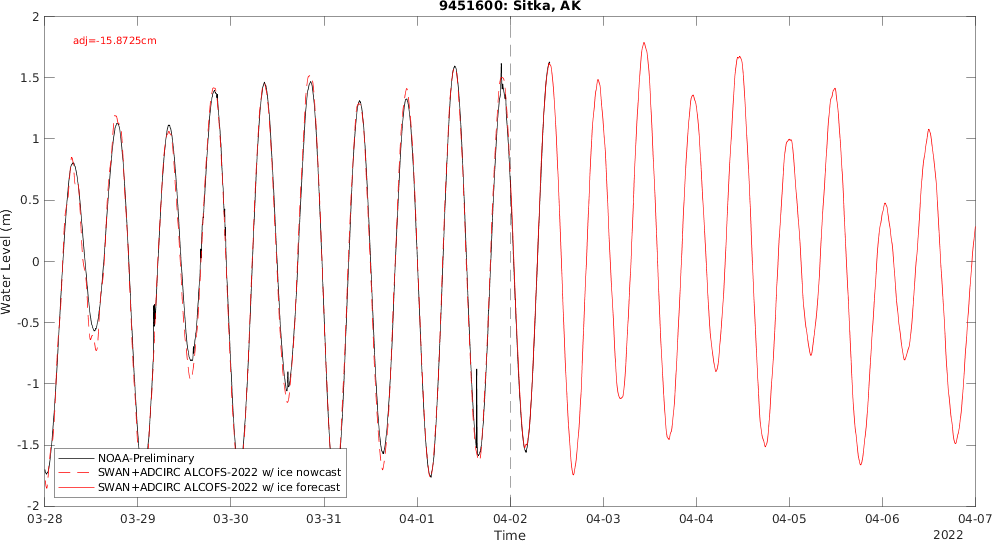 9451600: Sitka, AK
adj=-15.8725cm
2
1.5
1
0.5
0
-0.5
-1
-1.5
-2
Water Level (m)
NOAA-Preliminary
SWAN+ADCIRC ALCOFS-2022 w/ ice nowcast
SWAN+ADCIRC ALCOFS-2022 w/ ice forecast
03-28 03-29 03-30 03-31 04-01 04-02 04-03 04-04 04-05 04-06 04-07
Time
2022